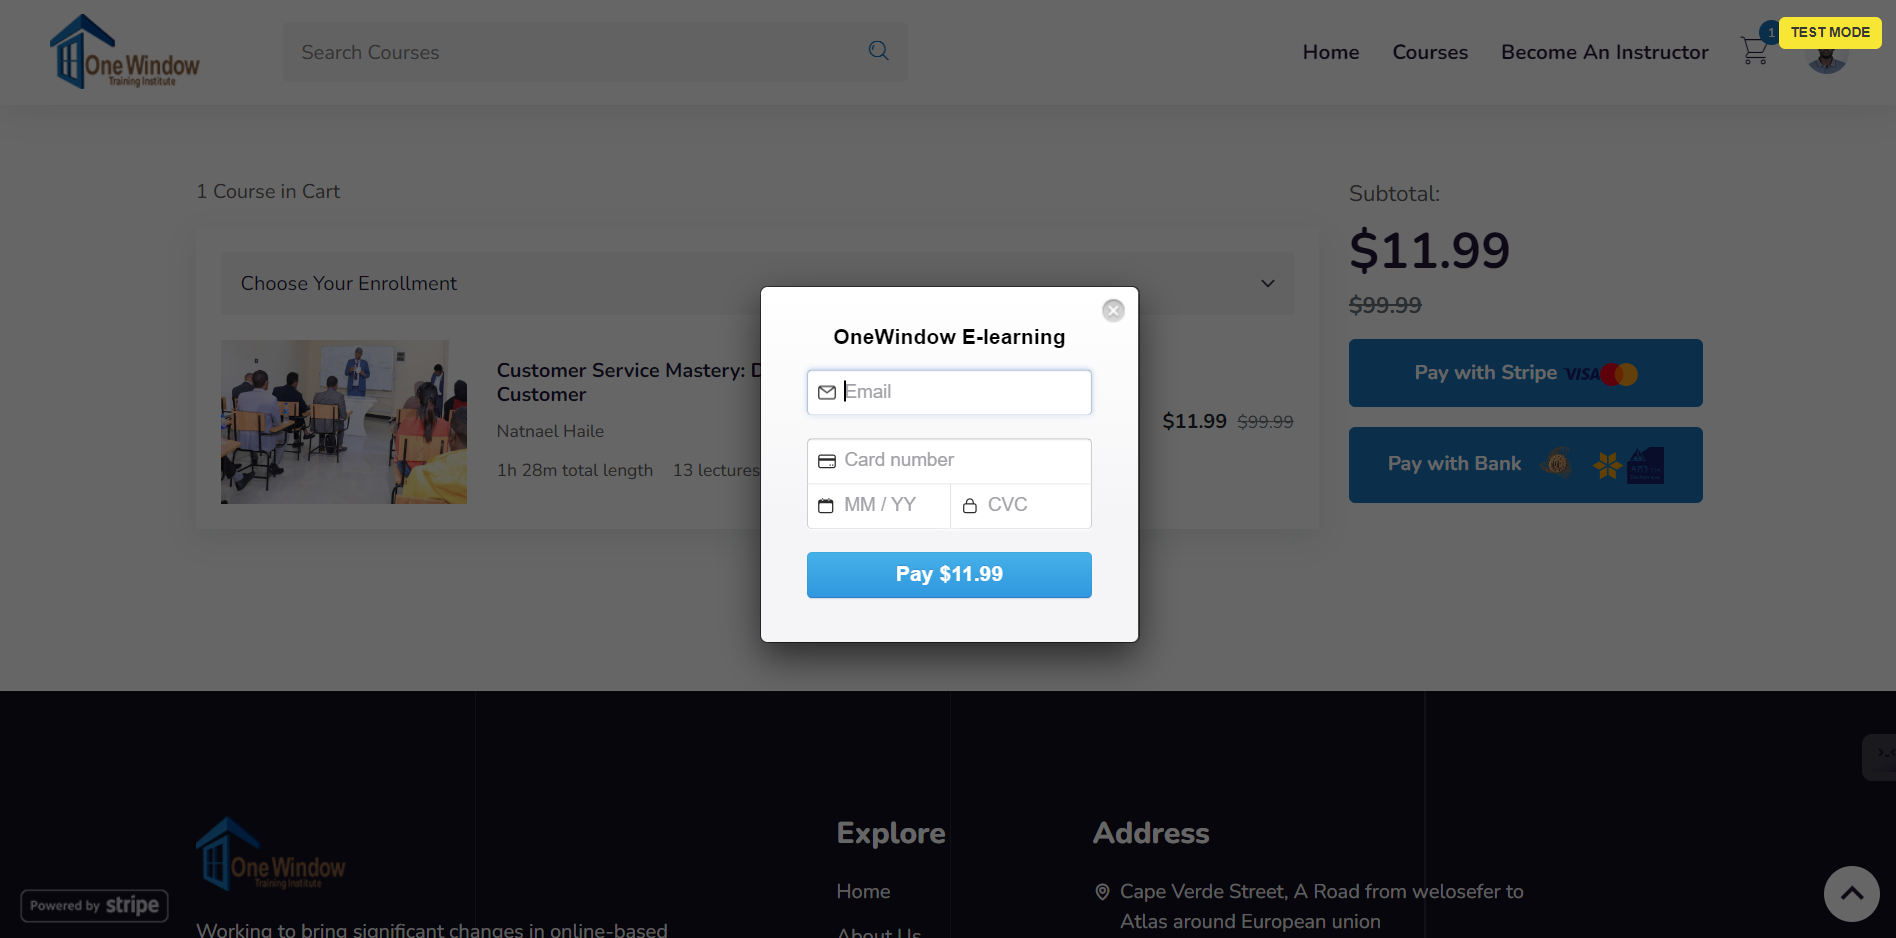 One Window
Training Institute
Search Courses
Home
Courses
Become An Instructor
1
TEST MODE
1 Course in Cart
Choose Your Enrollment
Customer Service Mastery: D
Customer
Natnael Haile
1h 28m total length
13 lectures
$11.99
$99.99
Subtotal:
$11.99
$99.99
Pay with Stripe VISA
Pay with Bank
OneWindow E-learning
Email
Card number
MM / YY
CVC
Pay $11.99
One Window
Training Institute
Working to bring significant changes in online-based
Explore
Home
About Us
Address
Cape Verde Street, A Road from welosefer to
Atlas around European union
Powered by stripe